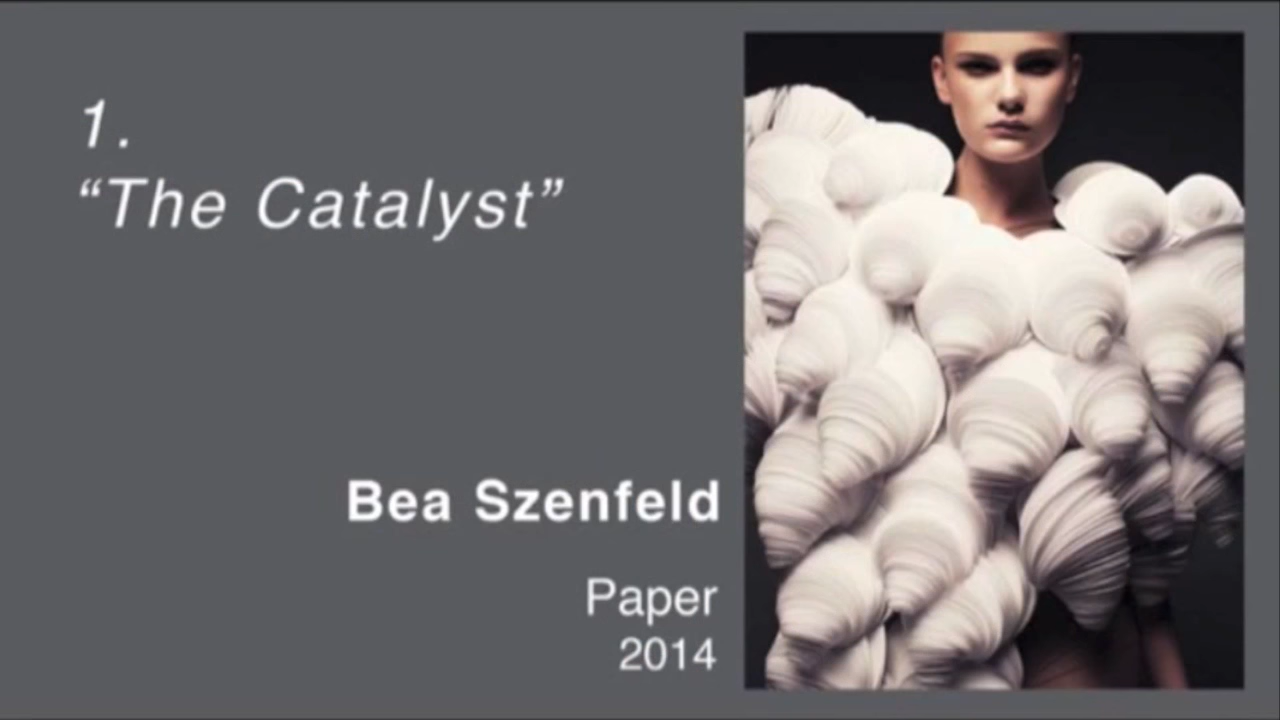 1.
“The Catalyst”
Bea Szenfeld
Paper
2014